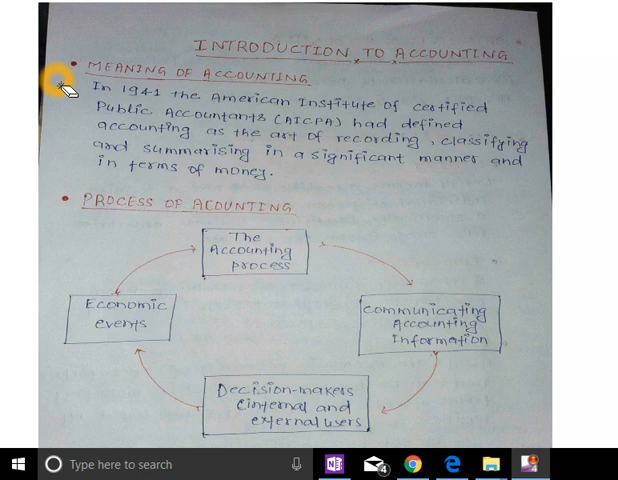 INTRODUCTION TO ACCOUNTING
• MEANING OF ACCOUNTING
In 1941 the American Institute of certified
Public Accountants (AICPA) had defined
accounting as the art of recording, classifying
and summarising in a significant manner and
in terms of money.
• PROCESS OF ACOUNTING
The
Accounting
process
Economic
events
Communicating
Accounting
Information
Decision-makers
(internal and
external users
Type here to search
N
4